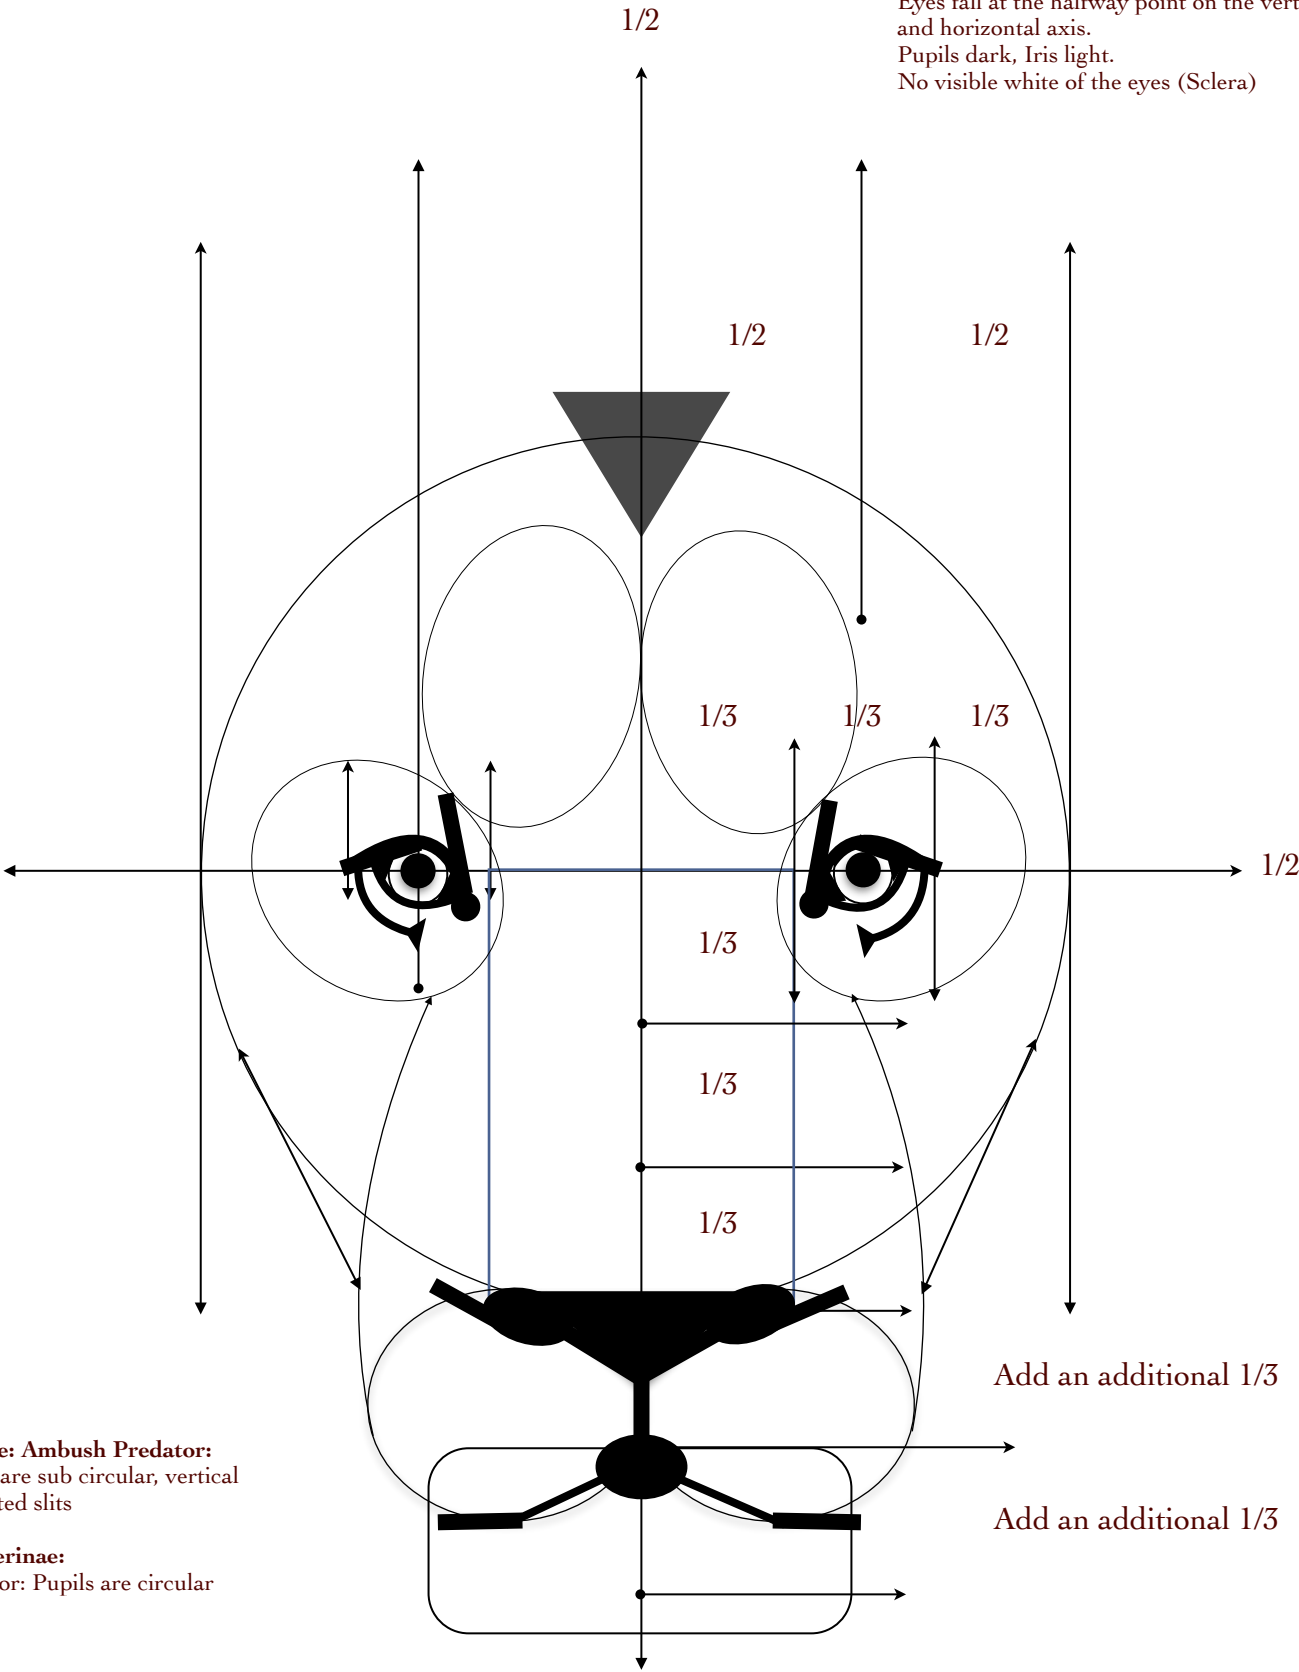 1/2
Eyes fall at the halfway point on the vert
and horizontal axis.
Pupils dark, Iris light.
No visible white of the eyes (Sclera)
1/2 1/2
1/3 1/3 1/3
1/2
1/3
1/3
1/3
Add an additional 1/3
e: Ambush Predator:
are sub circular, vertical
ted slits
Add an additional 1/3
erinae:
or: Pupils are circular